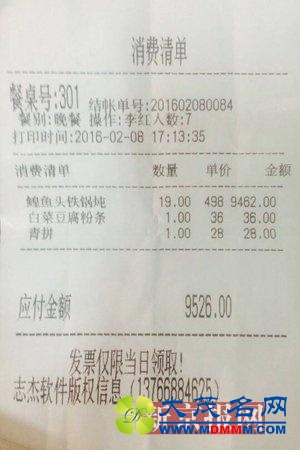 消费清单
餐桌号:301 结帐单号:201602080084
餐别:晚餐 操作:李红人数:7
打印时间:2016-02-08 17:13:35
消费清单 数量 单价 金额
鳇鱼头铁锅炖 19.00 498 9462.00
白菜豆腐粉条 1.00 36 36.00
青拼 1.00 28 28.00
应付金额 9526.00
发票仅限当日领取!
志杰软件版权信息(13766884625)
大茂名网
WWW.MDMMM.COM